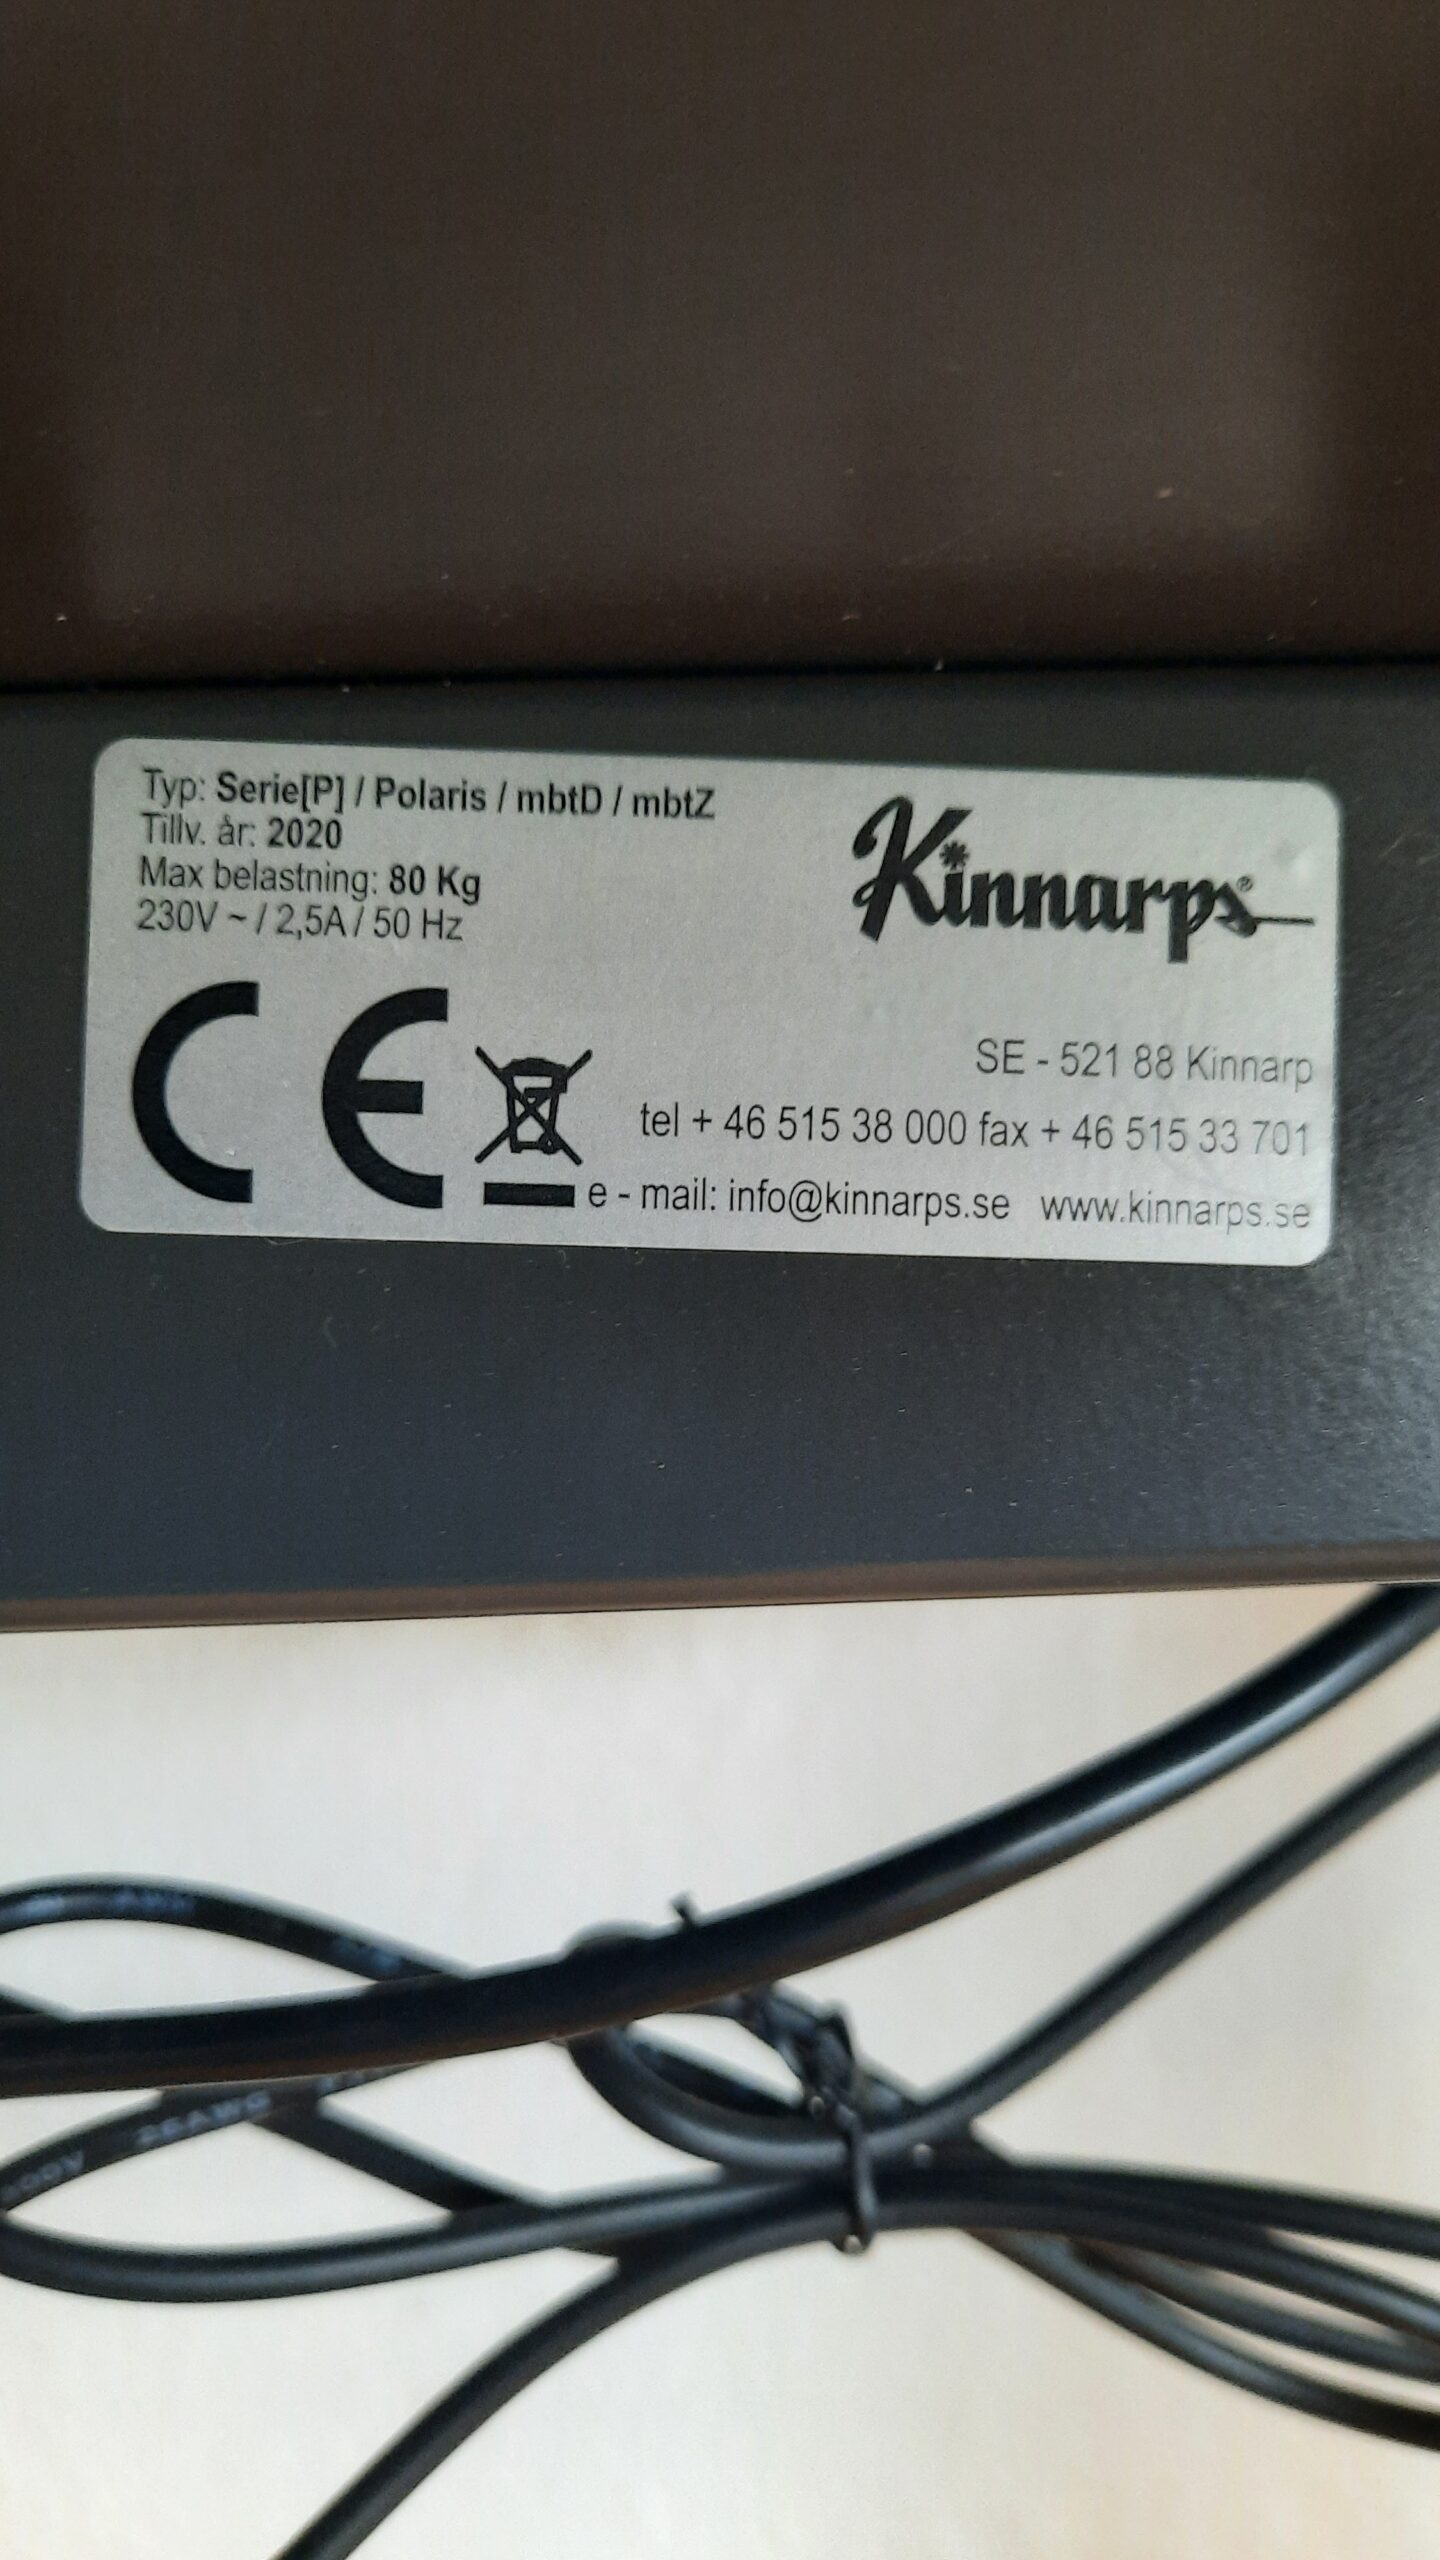 Typ: Serie[P] / Polaris / mbtD / mbtZ
Tillv. år: 2020
Max belastning: 80 Kg
230V ~ / 2,5A / 50 Hz
Kinnarps®
CE
SE - 521 88 Kinnarp
tel + 46 515 38 000 fax + 46 515 33 701
e - mail: info@kinnarps.se www.kinnarps.se
26AWG